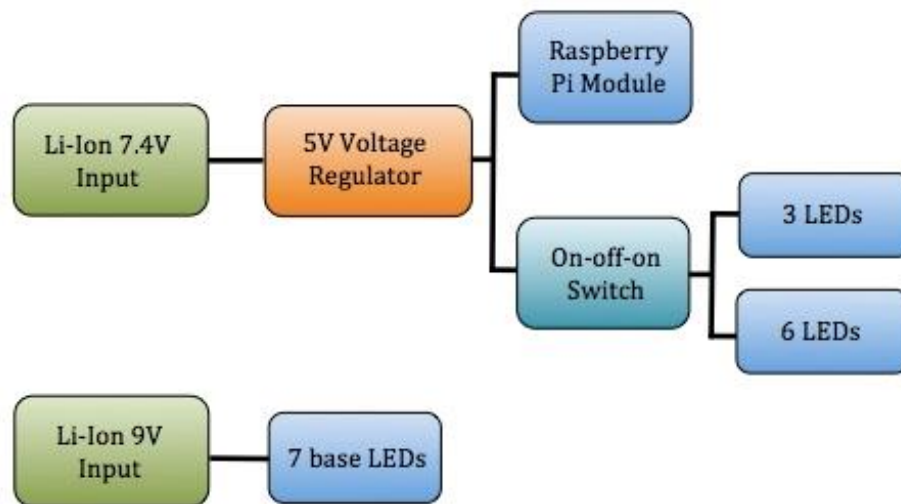 Raspberry
Pi Module
Li-Ion 7.4V
Input
5V Voltage
Regulator
3 LEDs
On-off-on
Switch
6 LEDs
Li-Ion 9V
Input
7 base LEDs